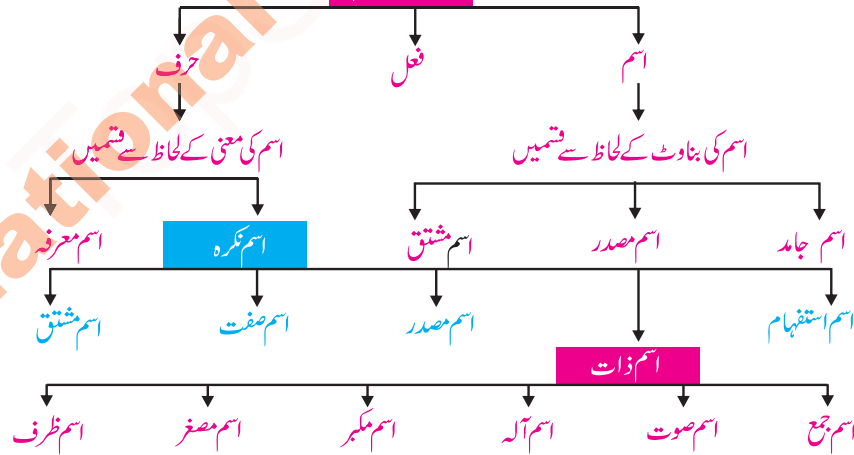 اسم فعل حرف
اسم کی بناوٹ کے لحاظ سے قسمیں اسم کی معنی کے لحاظ سے قسمیں
اسم جامد اسم مصدر اسم مشتق اسم نکرہ اسم معرفہ
اسم استفہام اسم مصدر اسم صفت اسم مشتق
اسم ذات
اسم جمع اسم صوت اسم آلہ اسم مکبر اسم مصغر اسم ظرف
ational